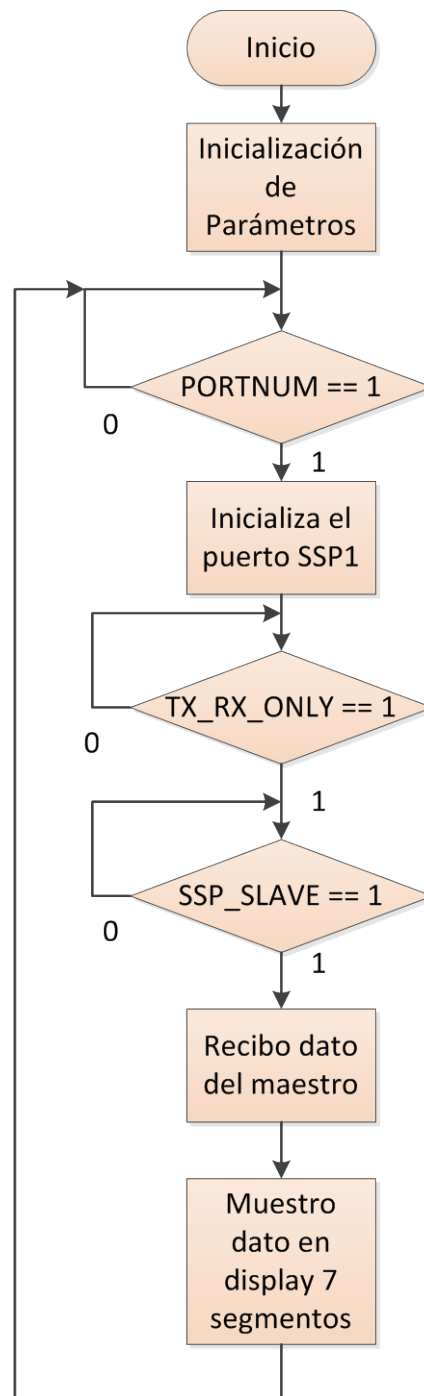 Inicio
Inicialización
de
Parámetros
PORTNUM == 1
0
1
Inicializa el
puerto SSP1
TX_RX_ONLY == 1
0
1
SSP_SLAVE == 1
0
1
Recibo dato
del maestro
Muestro
dato en
display 7
segmentos